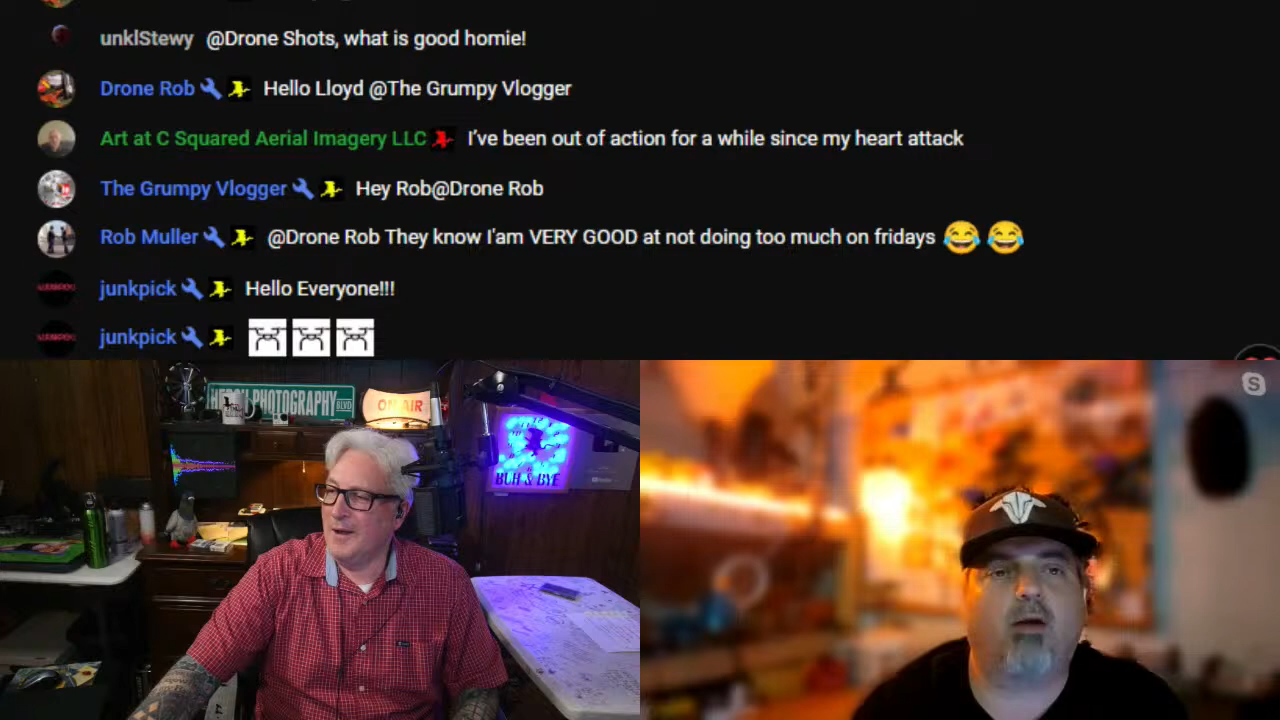 unklStewy @Drone Shots, what is good homie!
Drone Rob Hello Lloyd @The Grumpy Vlogger
Art at C Squared Aerial Imagery LLC I've been out of action for a while since my heart attack
The Grumpy Vlogger Hey Rob@Drone Rob
Rob Muller @Drone Rob They know I'am VERY GOOD at not doing too much on fridays 😂 😂
junkpick Hello Everyone!!!
junkpick
PHOTOGRAPHY BLVD
ON AIR
BUH & BYE
S